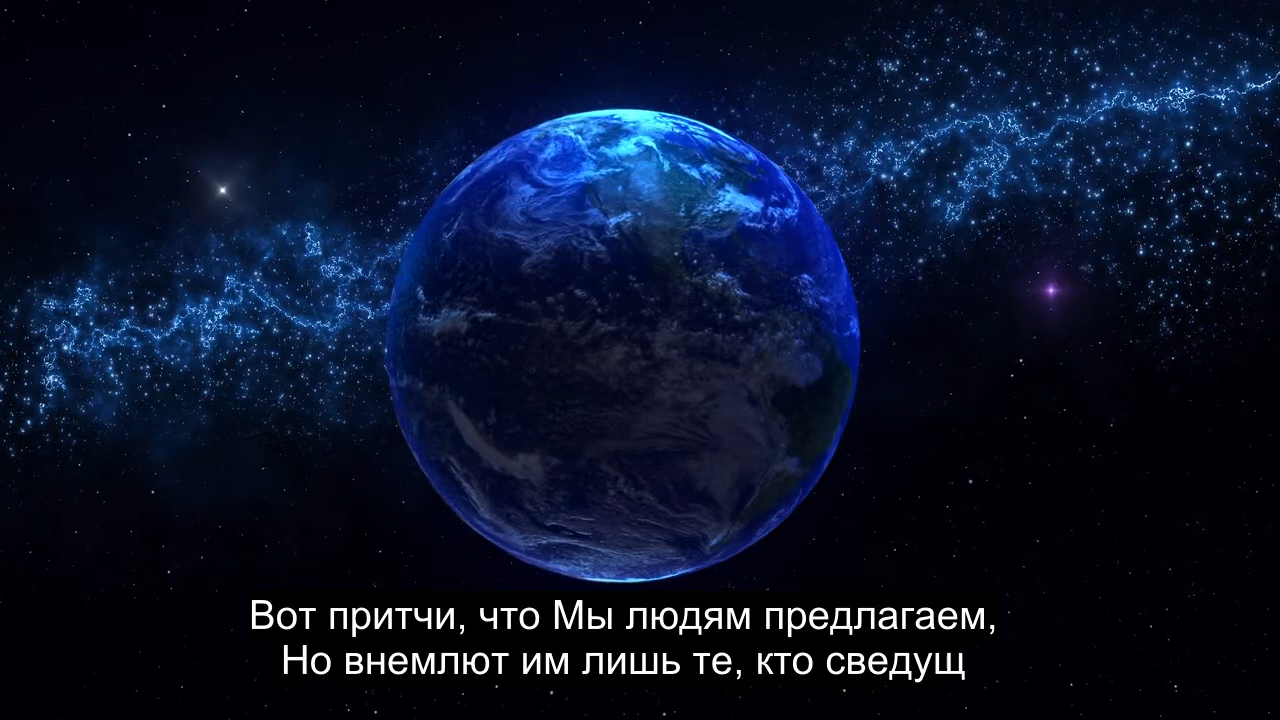 Вот притчи, что Мы людям предлагаем,
Но внемлют им лишь те, кто сведущ